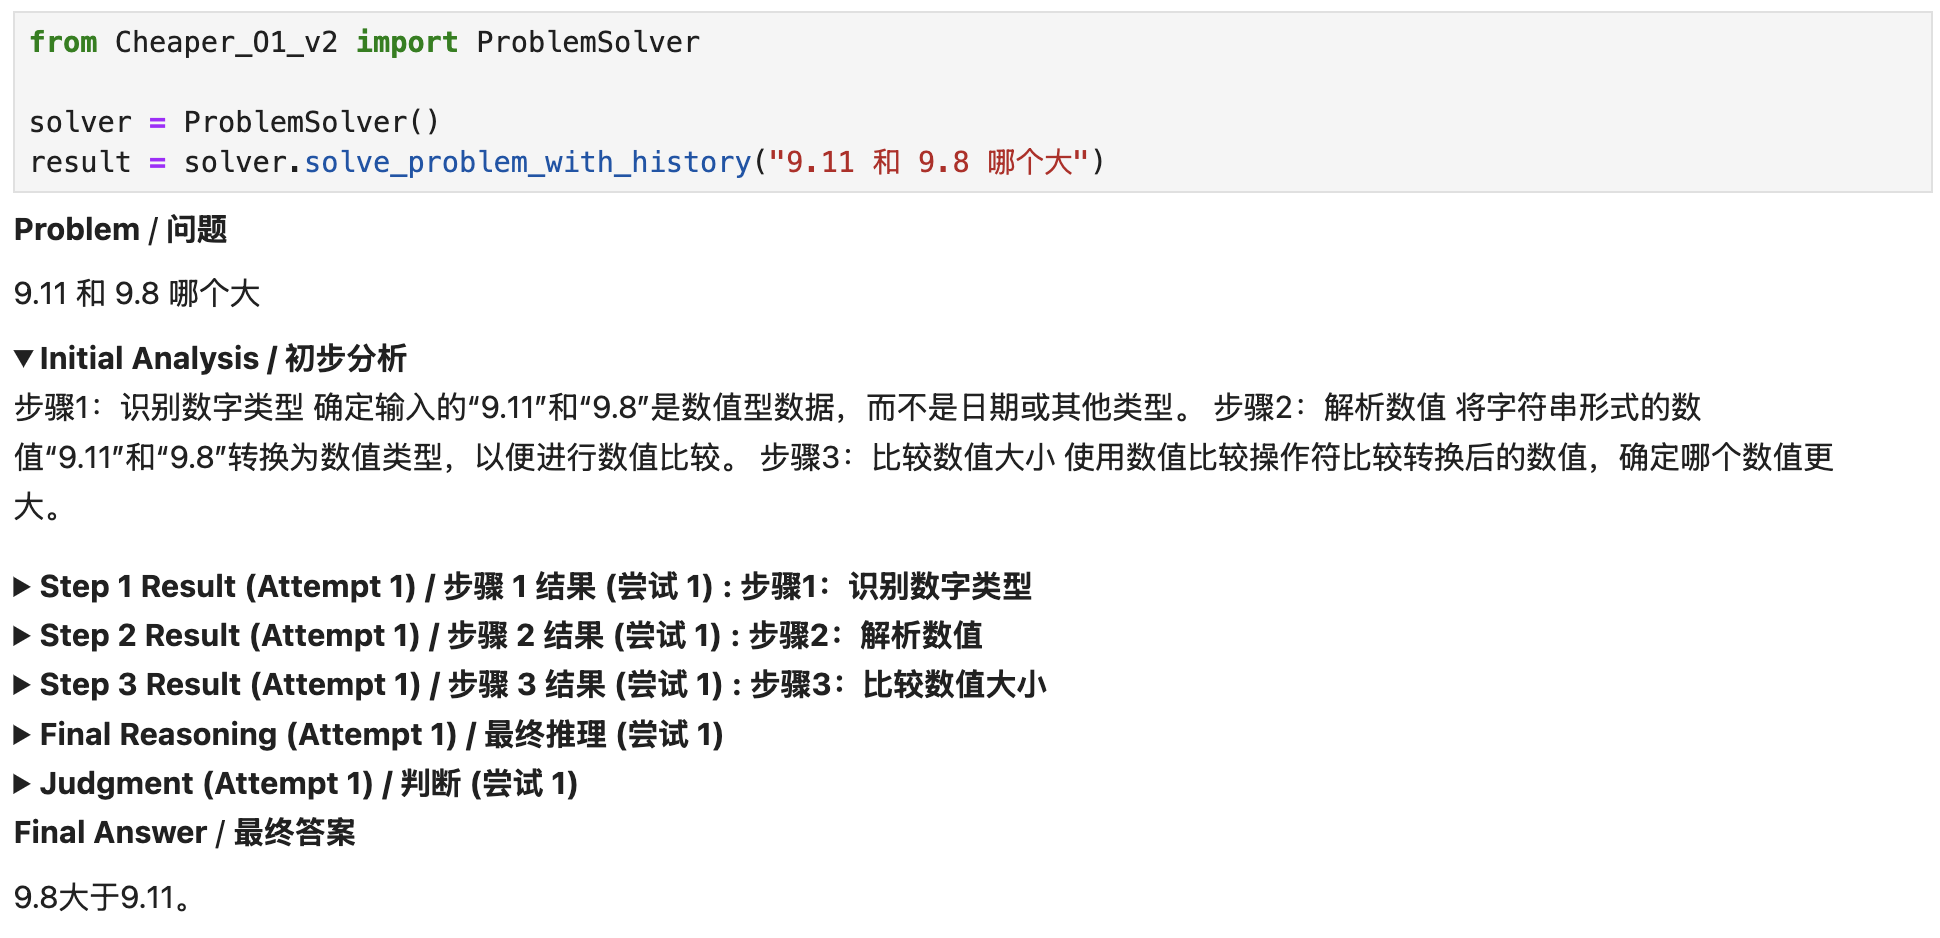 from Cheaper_O1_v2 import ProblemSolver
solver = ProblemSolver()
result = solver.solve_problem_with_history("9.11 和 9.8 哪个大")
Problem / 问题
9.11 和 9.8 哪个大
▼ Initial Analysis / 初步分析
步骤1：识别数字类型 确定输入的“9.11”和“9.8”是数值型数据，而不是日期或其他类型。 步骤2：解析数值 将字符串形式的数
值“9.11”和“9.8”转换为数值类型，以便进行数值比较。 步骤3：比较数值大小 使用数值比较操作符比较转换后的数值，确定哪个数值更
大。
▶ Step 1 Result (Attempt 1) / 步骤 1 结果 (尝试 1) : 步骤1：识别数字类型
▶ Step 2 Result (Attempt 1) / 步骤 2 结果 (尝试 1) : 步骤2：解析数值
▶ Step 3 Result (Attempt 1) / 步骤 3 结果 (尝试 1) : 步骤3：比较数值大小
▶ Final Reasoning (Attempt 1) / 最终推理 (尝试 1)
▶ Judgment (Attempt 1) / 判断 (尝试 1)
Final Answer / 最终答案
9.8大于9.11。